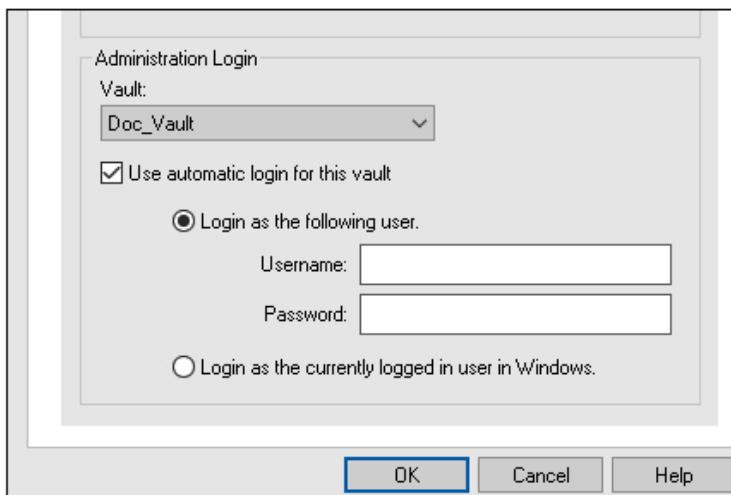 Administration Login
Vault:
Doc_Vault
Use automatic login for this vault
Login as the following user.
Username:
Password:
Login as the currently logged in user in Windows.
OK Cancel Help